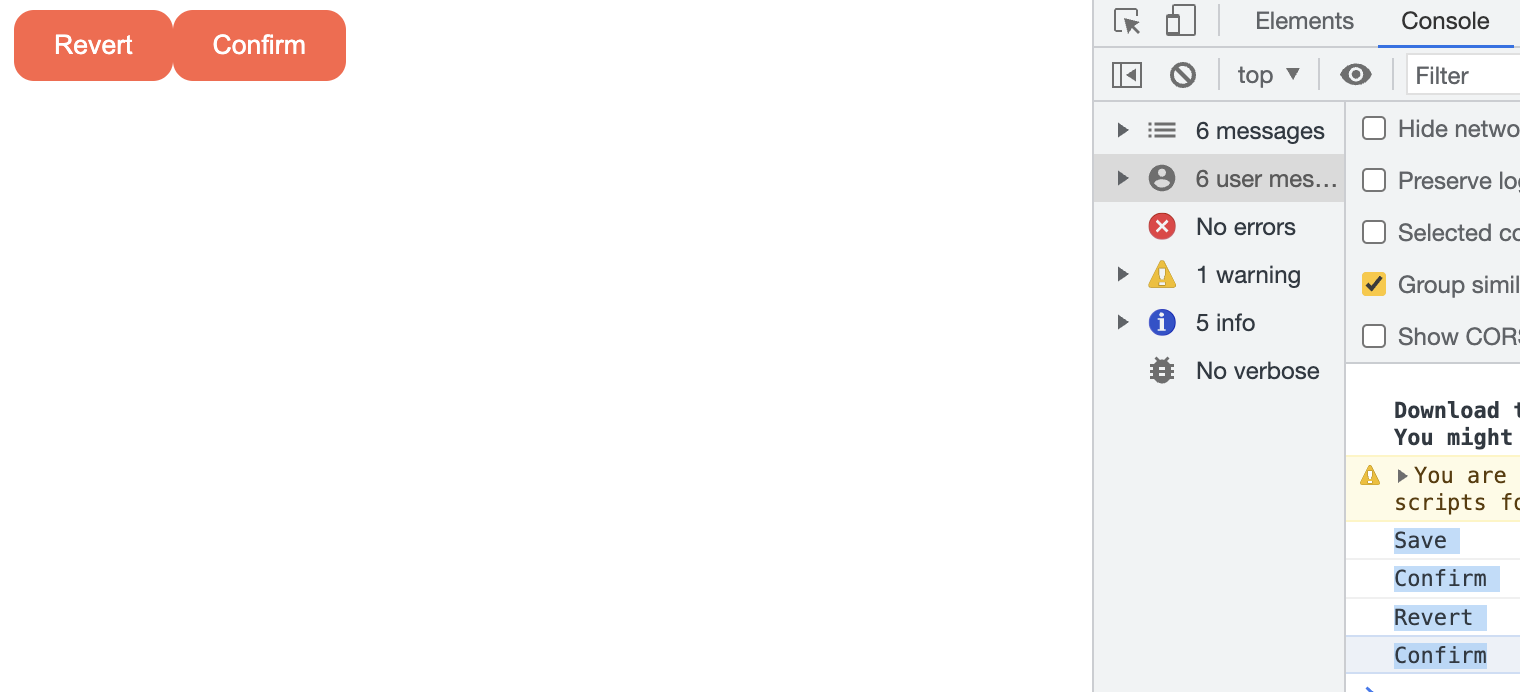 Revert Confirm
Elements Console
top Filter
6 messages
6 user mes...
No errors
1 warning
5 info
No verbose
Hide netwo
Preserve log
Selected co
Group simil
Show CORS
Download t
You might
You are
scripts fo
Save
Confirm
Revert
Confirm